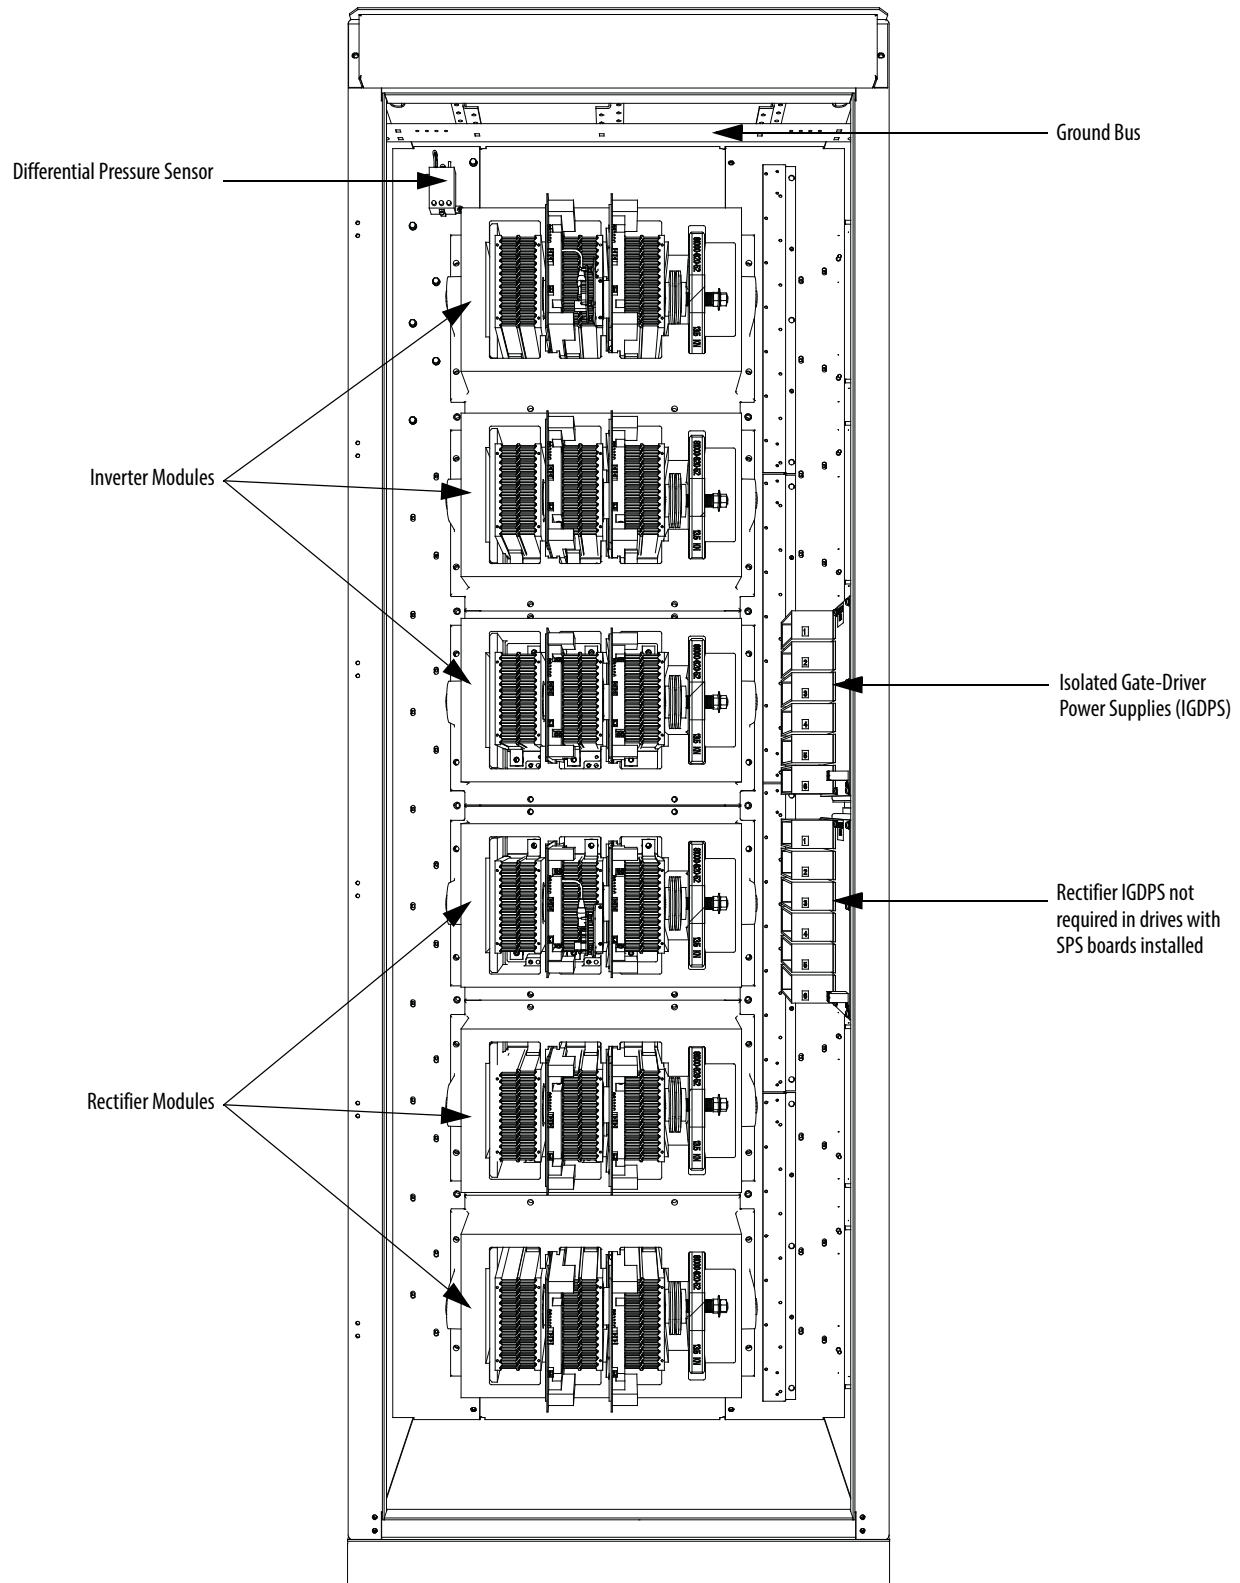 Ground Bus
Differential Pressure Sensor
Inverter Modules
Isolated Gate-Driver
Power Supplies (IGDPS)
Rectifier IGDPS not
required in drives with
SPS boards installed
Rectifier Modules